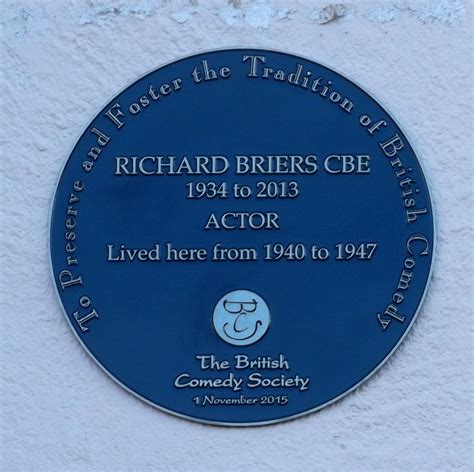 To Preserve and Foster the Tradition of British Comedy
RICHARD BRIERS CBE
1934 to 2013
ACTOR
Lived here from 1940 to 1947
BCS
The British
Comedy Society
1 November 2015